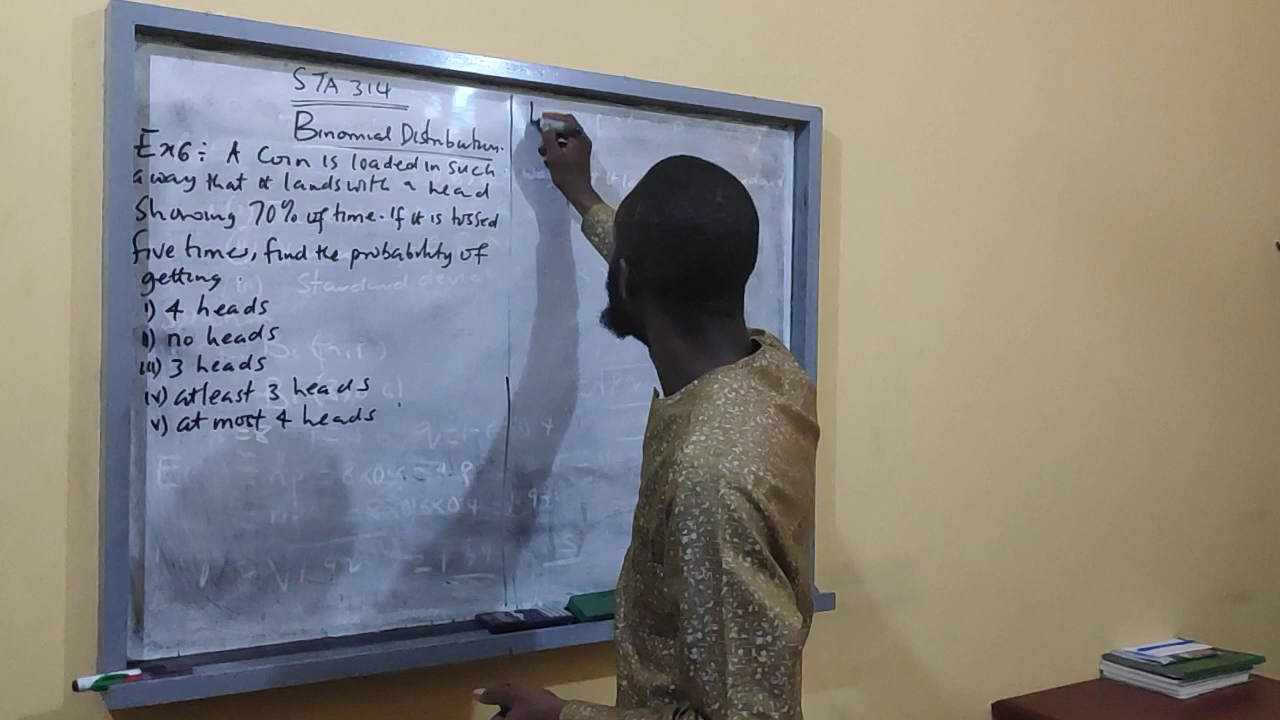 STA 314
Binomial Distribution.
Ex6: A Coin is loaded in such
a way that it lands with a head
Showing 70% of time. If it is tossed
five times, find the probability of
getting:
i) 4 heads
ii) no heads
iii) 3 heads
iv) atleast 3 heads
v) at most 4 heads